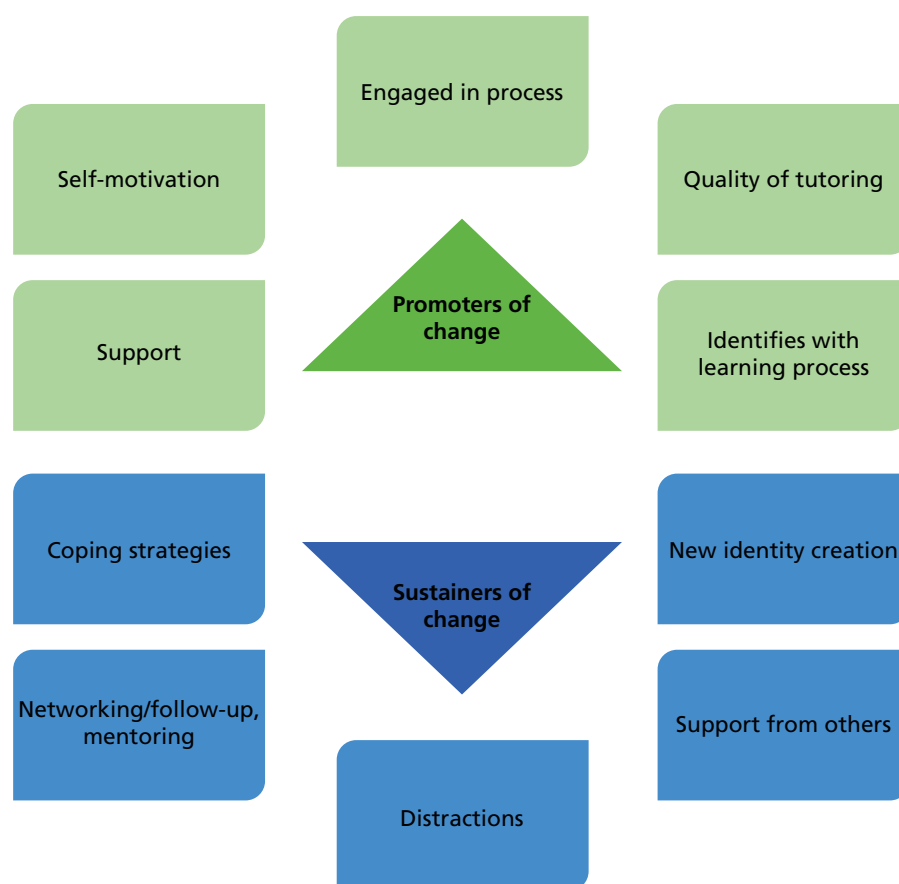 Engaged in process
Self-motivation
Quality of tutoring
Promoters of
change
Support
Identifies with
learning process
Coping strategies
New identity creation
Sustainers of
change
Networking/follow-up,
mentoring
Support from others
Distractions